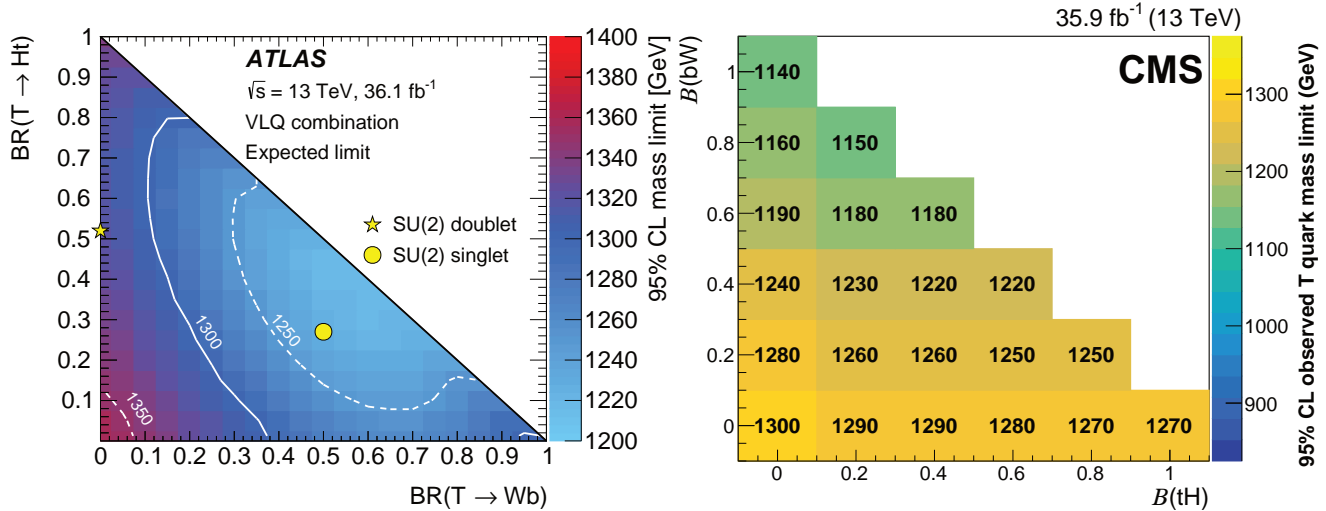 BR(T → Ht)
1
0.9
0.8
0.7
0.6
0.5
0.4
0.3
0.2
0.1
ATLAS
√s = 13 TeV, 36.1 fb⁻¹
VLQ combination
Expected limit
SU(2) doublet
SU(2) singlet
1300
1250
1350
0 0.1 0.2 0.3 0.4 0.5 0.6 0.7 0.8 0.9 1
BR(T → Wb)
1400
1380
1360
1340
1320
1300
1280
1260
1240
1220
1200
95% CL mass limit [GeV]
35.9 fb⁻¹ (13 TeV)
CMS
B(bW)
1
0.8
0.6
0.4
0.2
0
1140
1160 1150
1190 1180 1180
1240 1230 1220 1220
1280 1260 1260 1250 1250
1300 1290 1290 1280 1270 1270
0 0.2 0.4 0.6 0.8 1
B(tH)
1300
1200
1100
1000
900
95% CL observed T quark mass limit (GeV)